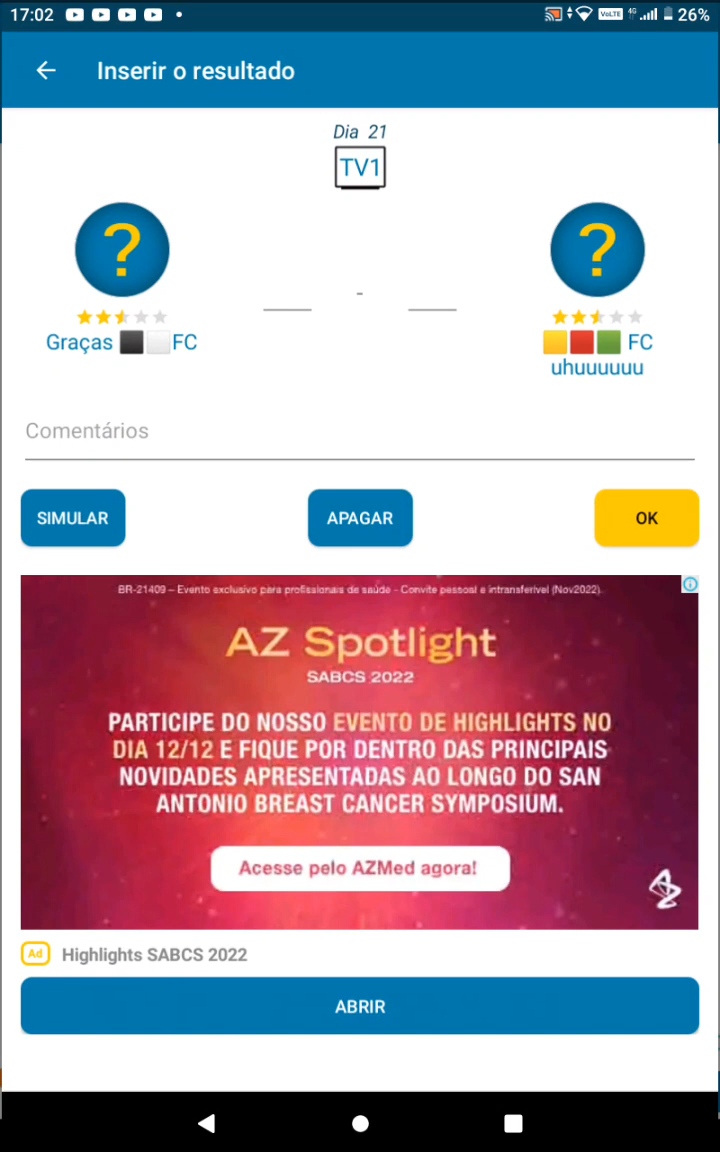 17:02 VoLTE 4G 26%
Inserir o resultado
Dia 21
TV1
? ?
-
Graças ⬛⬜FC
🟨🟥🟩 FC
uhuuuuuu
Comentários
SIMULAR APAGAR OK
BR-21409 – Evento exclusivo para profissionais de saúde - Convite pessoal e intransferível (Nov2022).
AZ Spotlight
SABCS 2022
PARTICIPE DO NOSSO EVENTO DE HIGHLIGHTS NO
DIA 12/12 E FIQUE POR DENTRO DAS PRINCIPAIS
NOVIDADES APRESENTADAS AO LONGO DO SAN
ANTONIO BREAST CANCER SYMPOSIUM.
Acesse pelo AZMed agora!
Ad Highlights SABCS 2022
ABRIR